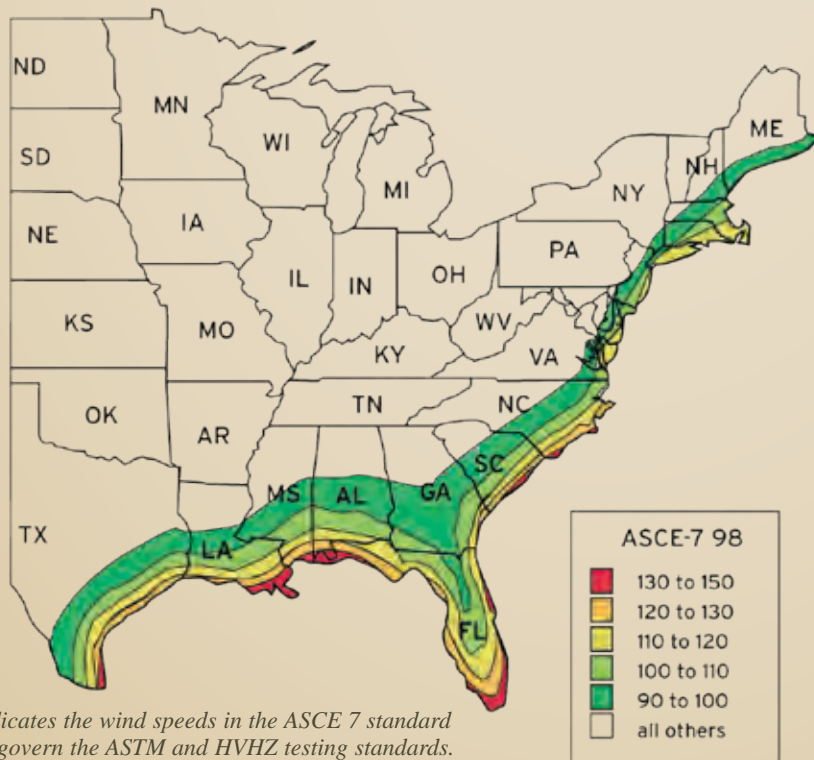 ND
MN
ME
WI
SD
NH
MI
NY
IA
NE
PA
IL
IN
OH
WV
KS
MO
KY
VA
TN
NC
OK
AR
SC
MS
AL
GA
TX
LA
FL
ASCE-7 98
130 to 150
120 to 130
110 to 120
100 to 110
90 to 100
all others
the wind speeds in the ASCE 7 standard
govern the ASTM and HVHZ testing standards.